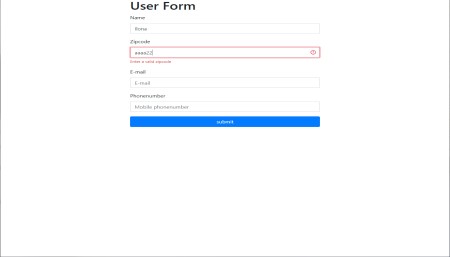 User Form
Name
Ilona
Zipcode
aaaa22
Enter a valid zipcode
E-mail
E-mail
Phonenumber
Mobile phonenumber
submit